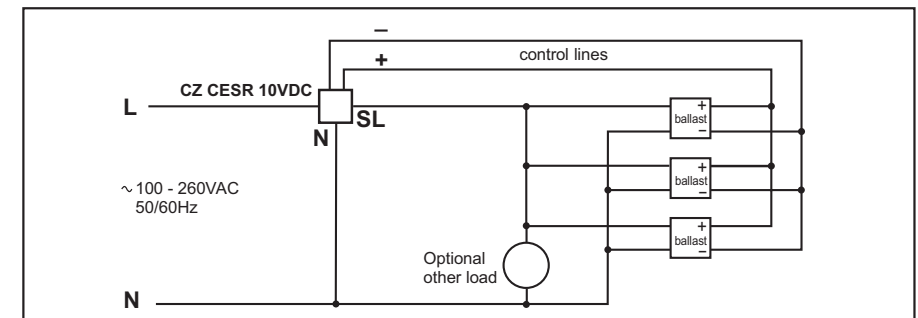 –
+
control lines
CZ CESR 10VDC
L
SL
N
+
ballast
–
~ 100 - 260VAC
50/60Hz
+
ballast
–
+
ballast
–
Optional
other load
N